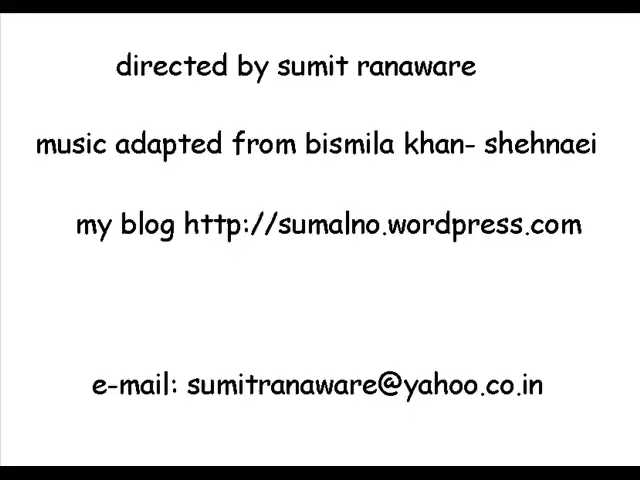 directed by sumit ranaware
music adapted from bismila khan- shehnaei
my blog http://sumalno.wordpress.com
e-mail: sumitranaware@yahoo.co.in